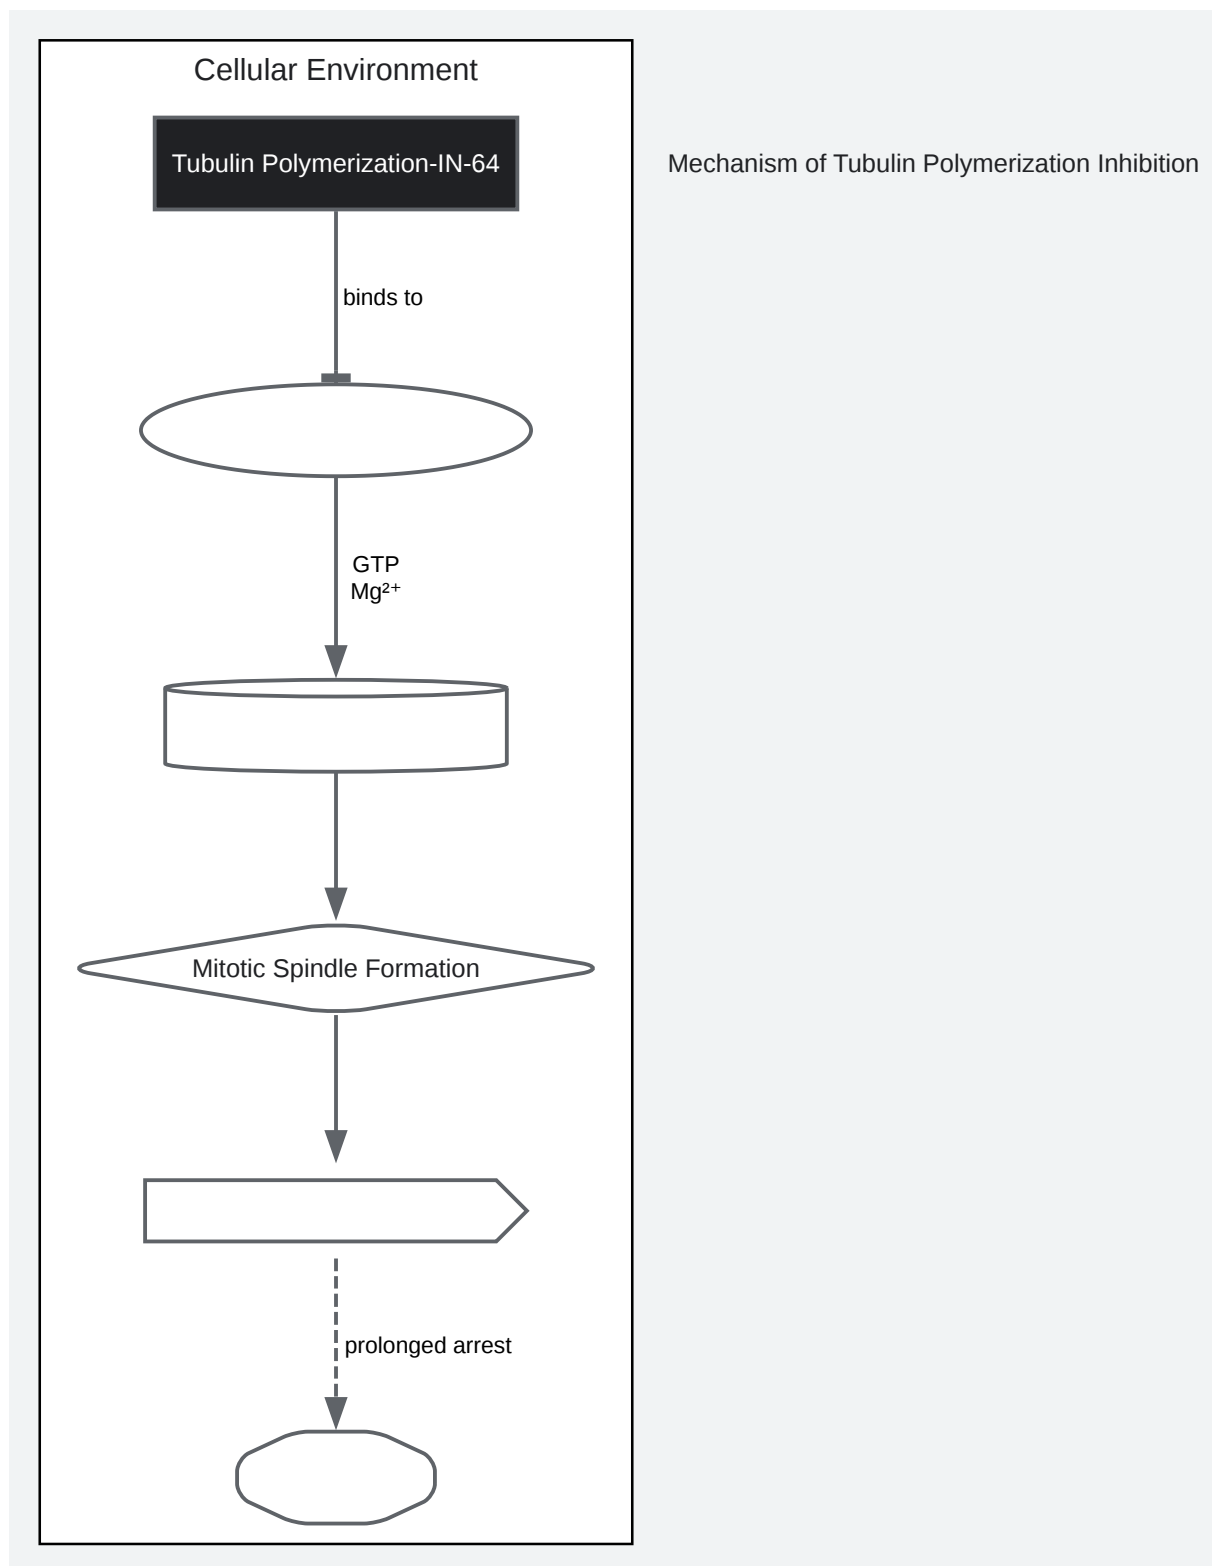 Cellular Environment
Tubulin Polymerization-IN-64
Mechanism of Tubulin Polymerization Inhibition
binds to
GTP
Mg²⁺
Mitotic Spindle Formation
prolonged arrest